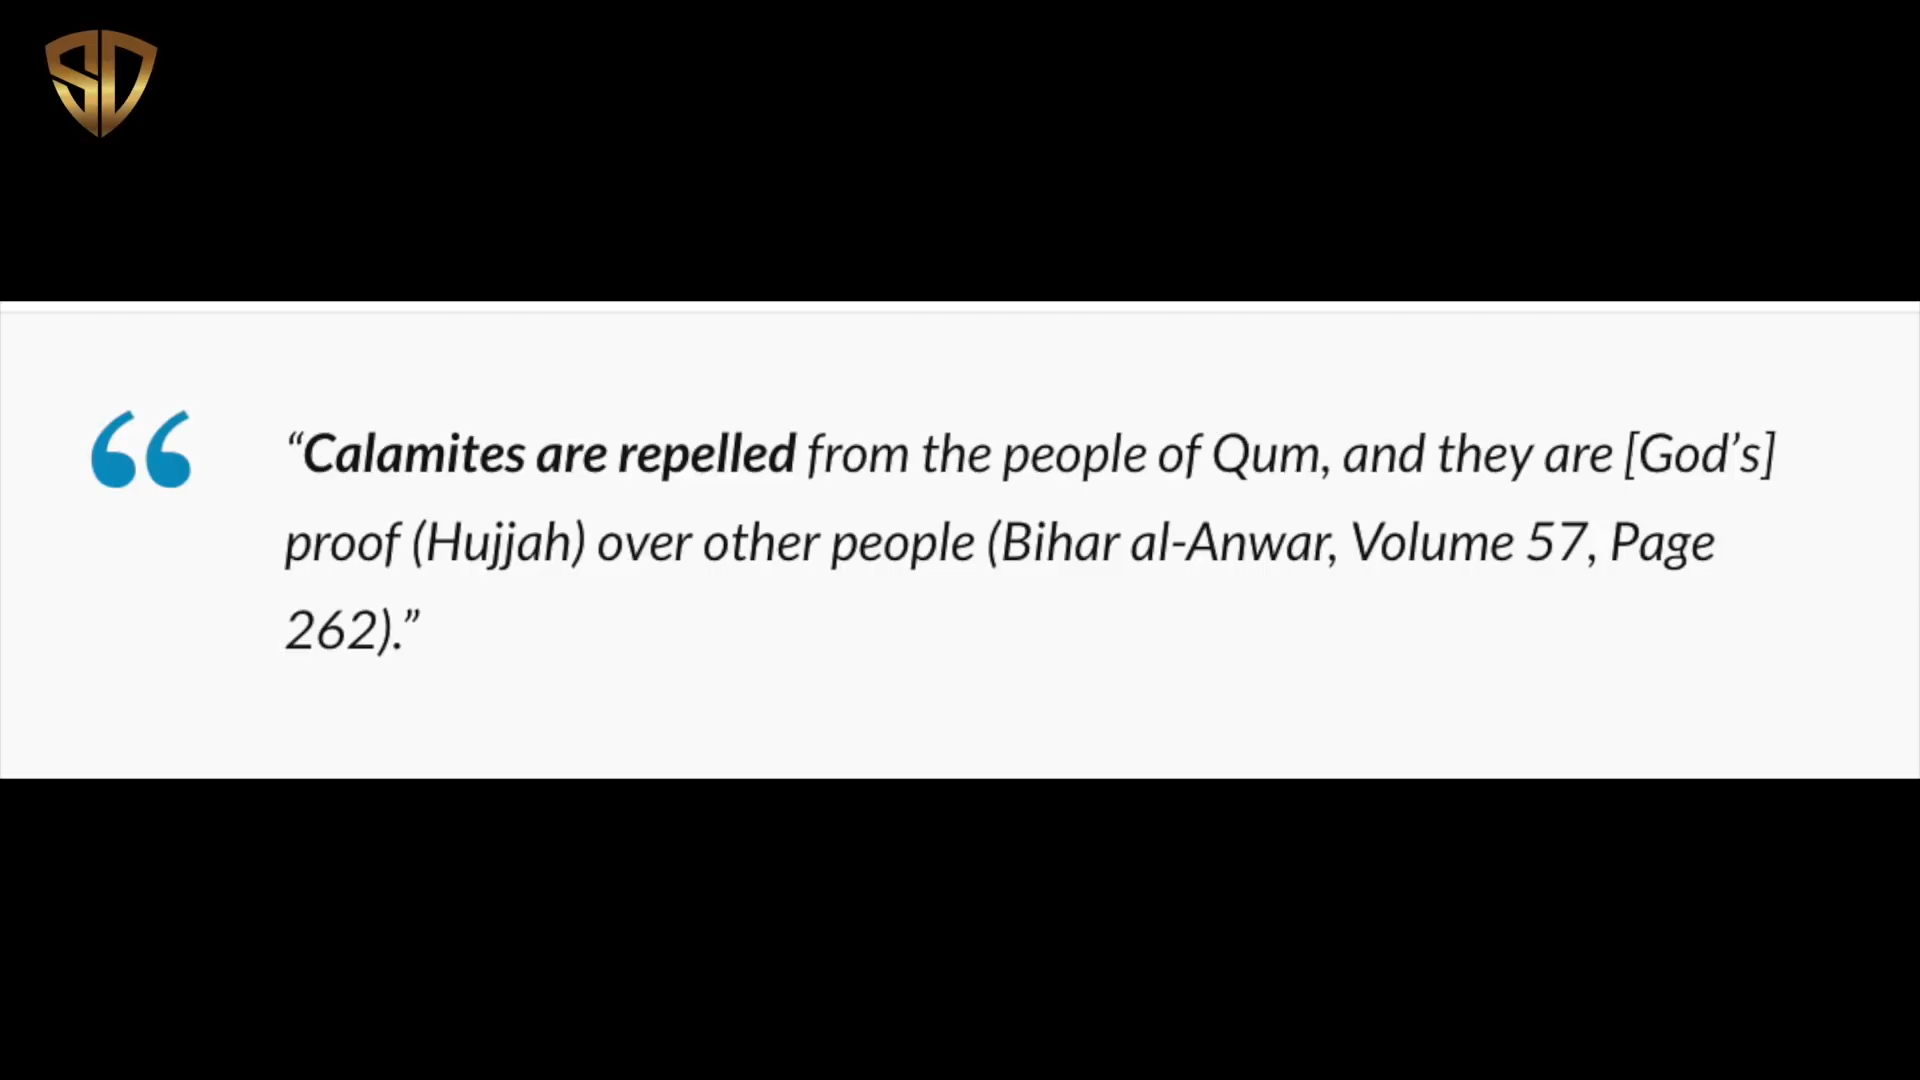 SD
“Calamites are repelled from the people of Qum, and they are [God’s]
proof (Hujjah) over other people (Bihar al-Anwar, Volume 57, Page
262).”